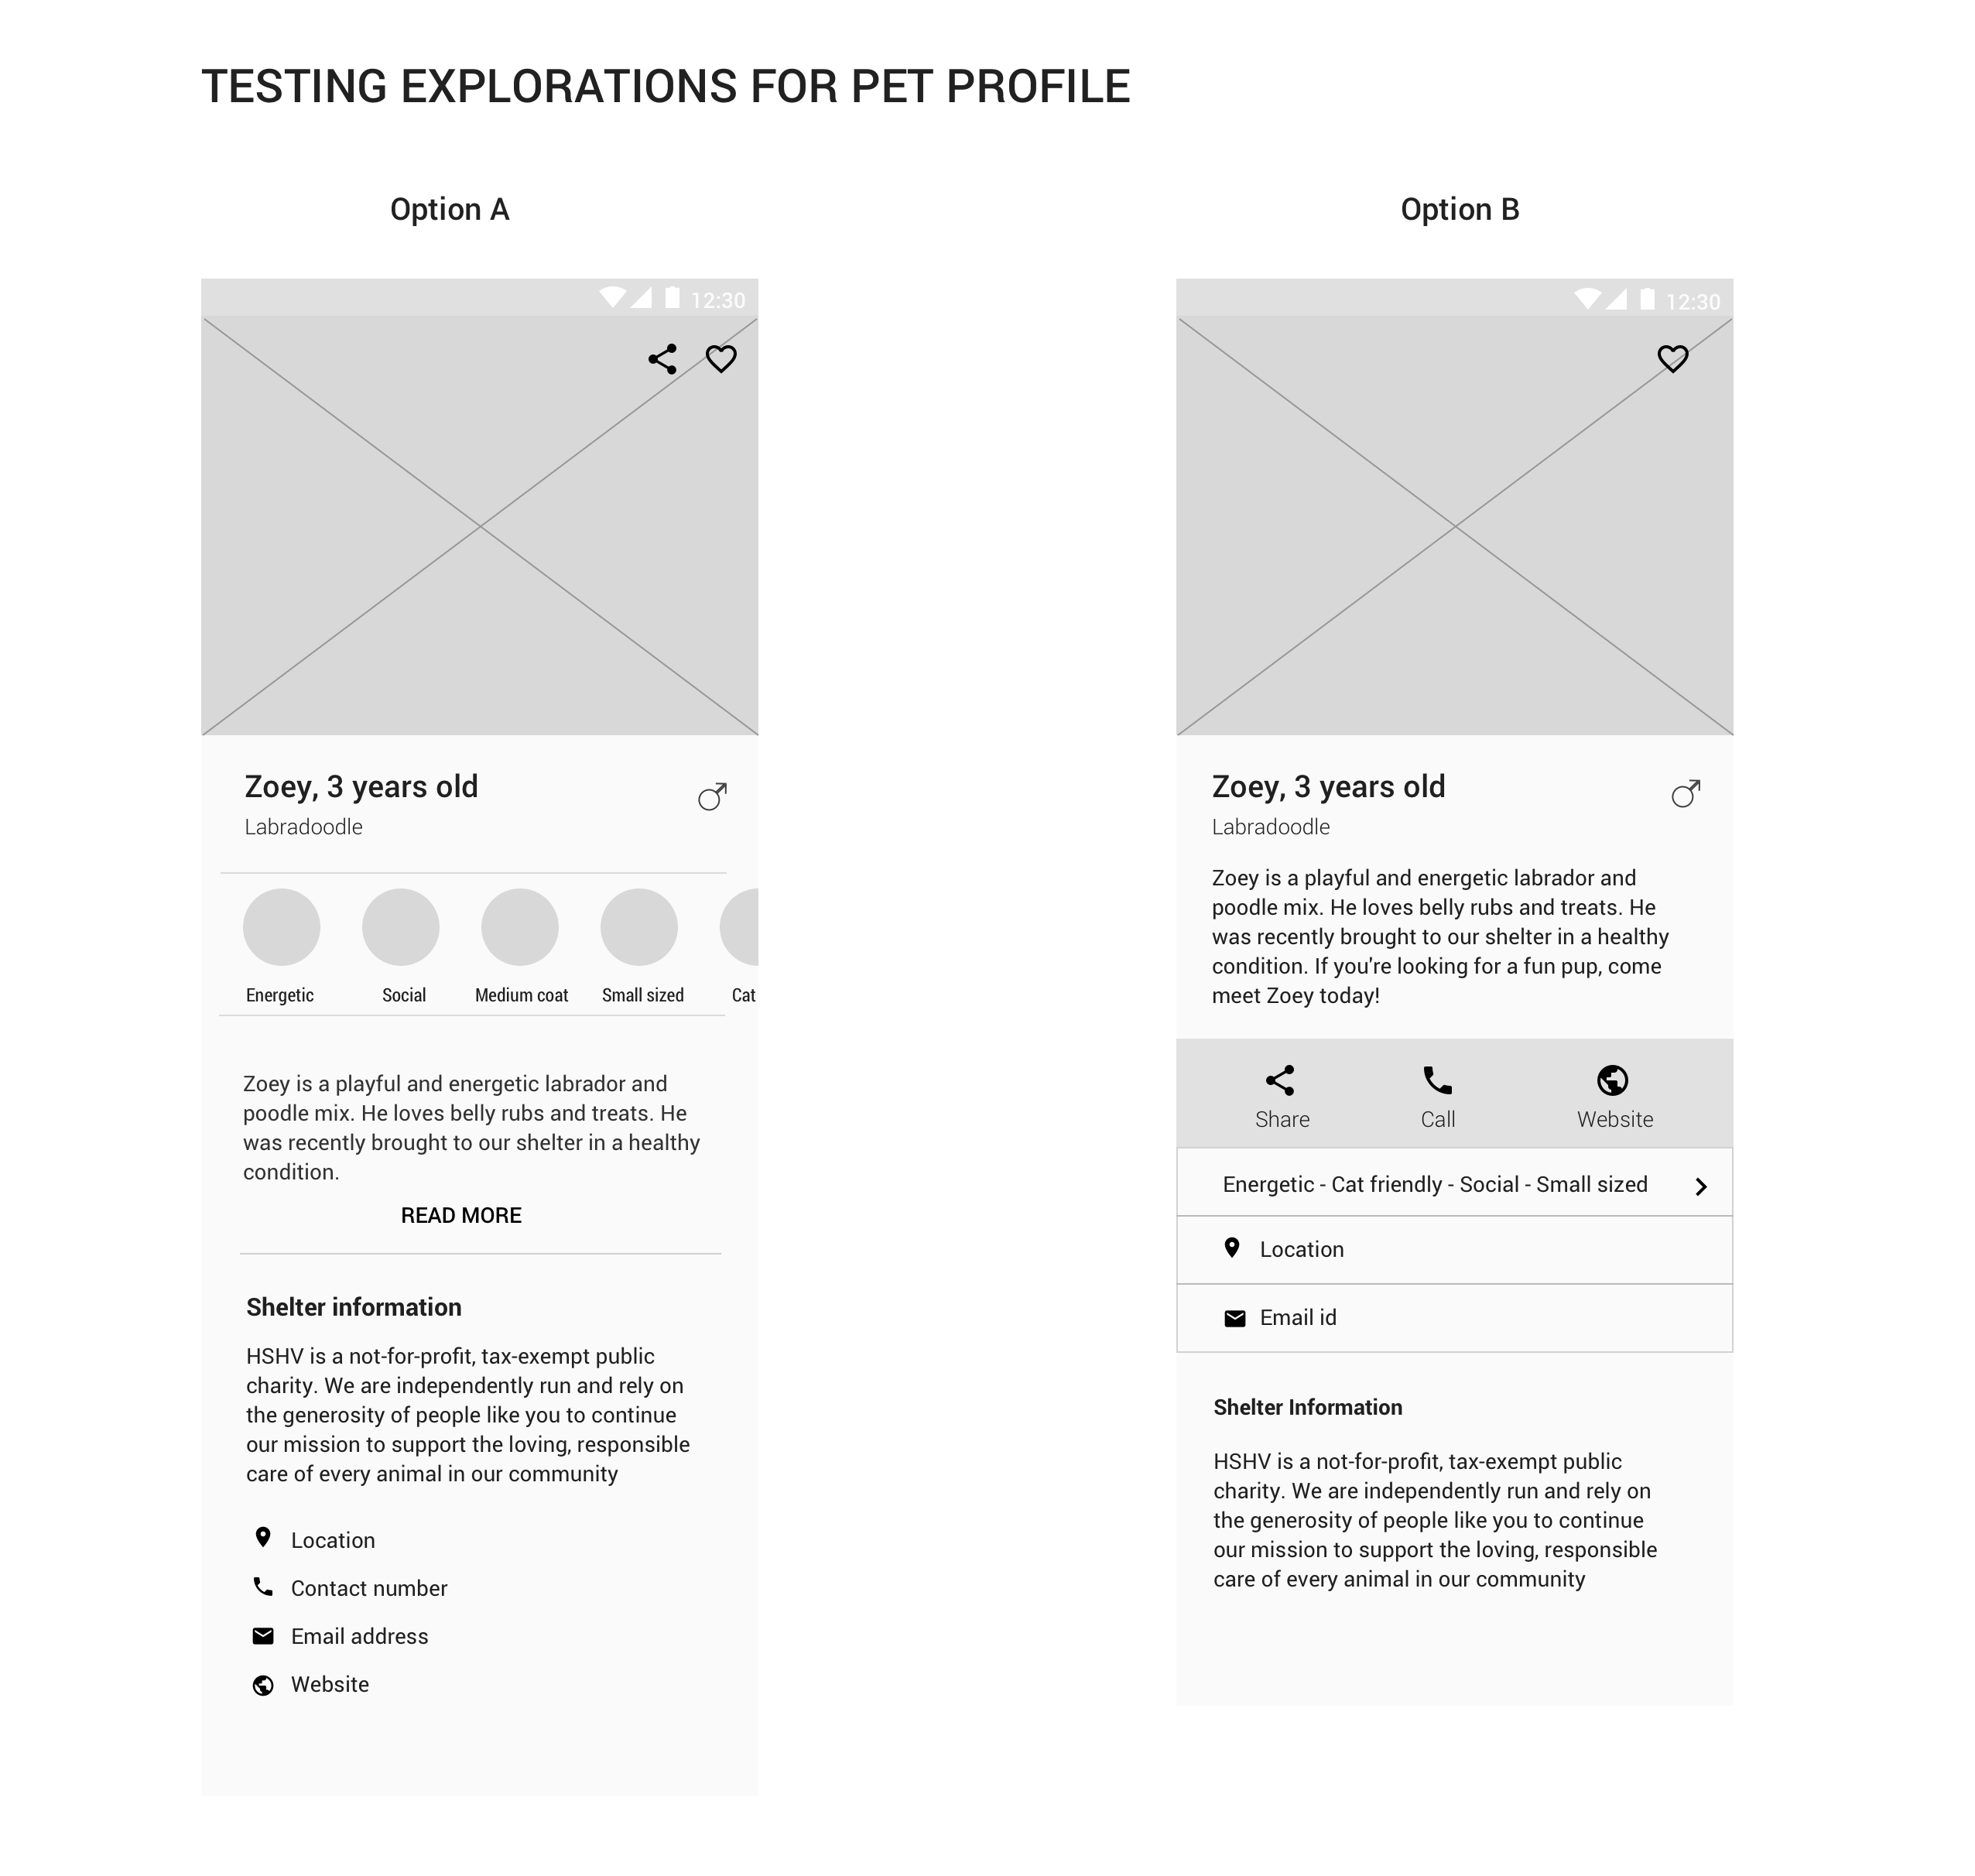 TESTING EXPLORATIONS FOR PET PROFILE
Option A
12:30
Zoey, 3 years old
Labradoodle
Energetic Social Medium coat Small sized Cat
Zoey is a playful and energetic labrador and
poodle mix. He loves belly rubs and treats. He
was recently brought to our shelter in a healthy
condition.
READ MORE
Shelter information
HSHV is a not-for-profit, tax-exempt public
charity. We are independently run and rely on
the generosity of people like you to continue
our mission to support the loving, responsible
care of every animal in our community
Location
Contact number
Email address
Website
Option B
12:30
Zoey, 3 years old
Labradoodle
Zoey is a playful and energetic labrador and
poodle mix. He loves belly rubs and treats. He
was recently brought to our shelter in a healthy
condition. If you're looking for a fun pup, come
meet Zoey today!
Share Call Website
Energetic - Cat friendly - Social - Small sized
Location
Email id
Shelter Information
HSHV is a not-for-profit, tax-exempt public
charity. We are independently run and rely on
the generosity of people like you to continue
our mission to support the loving, responsible
care of every animal in our community